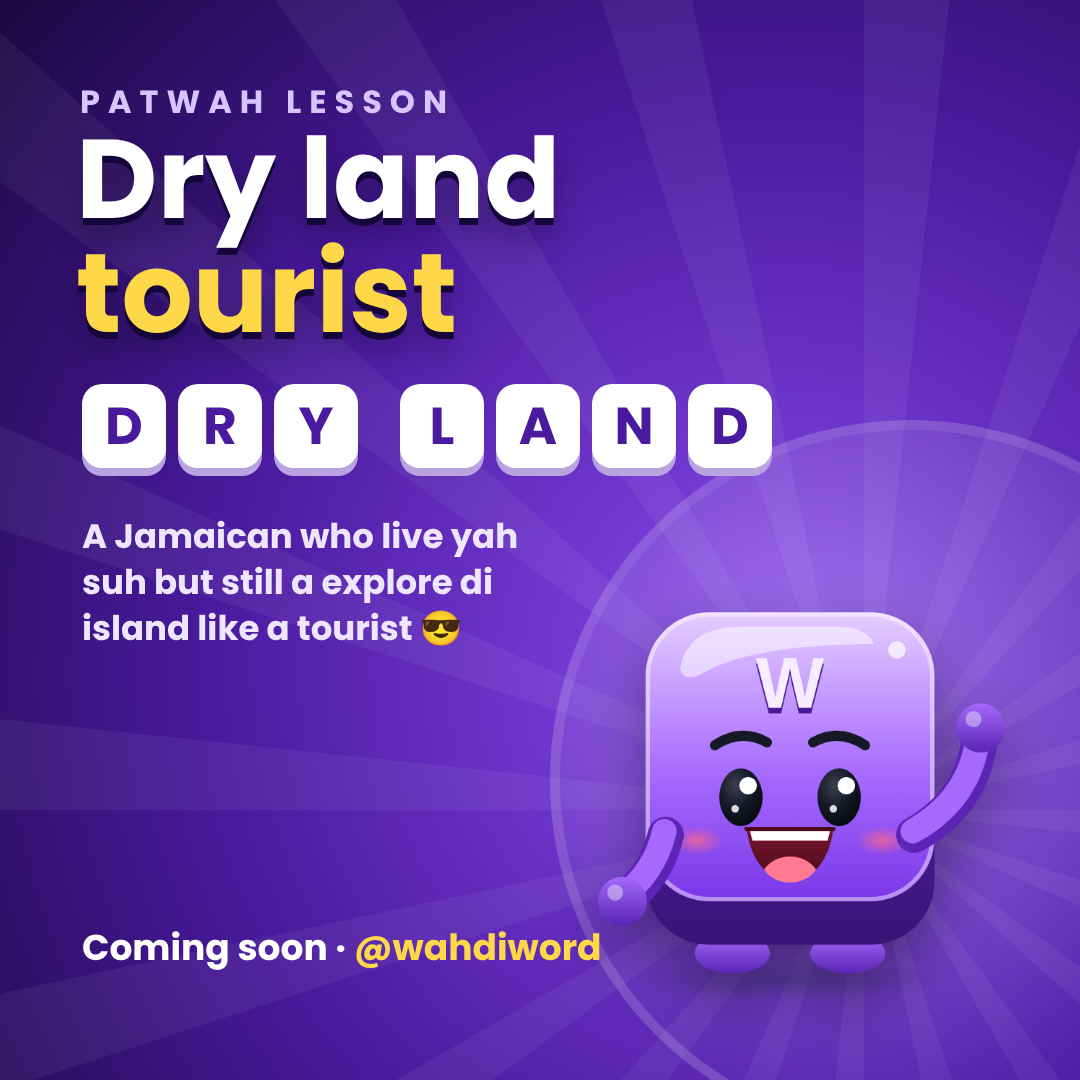 PATWAH LESSON
Dry land
tourist
DRY LAND
A Jamaican who live yah
suh but still a explore di
island like a tourist 😎
W
Coming soon · @wahdiword